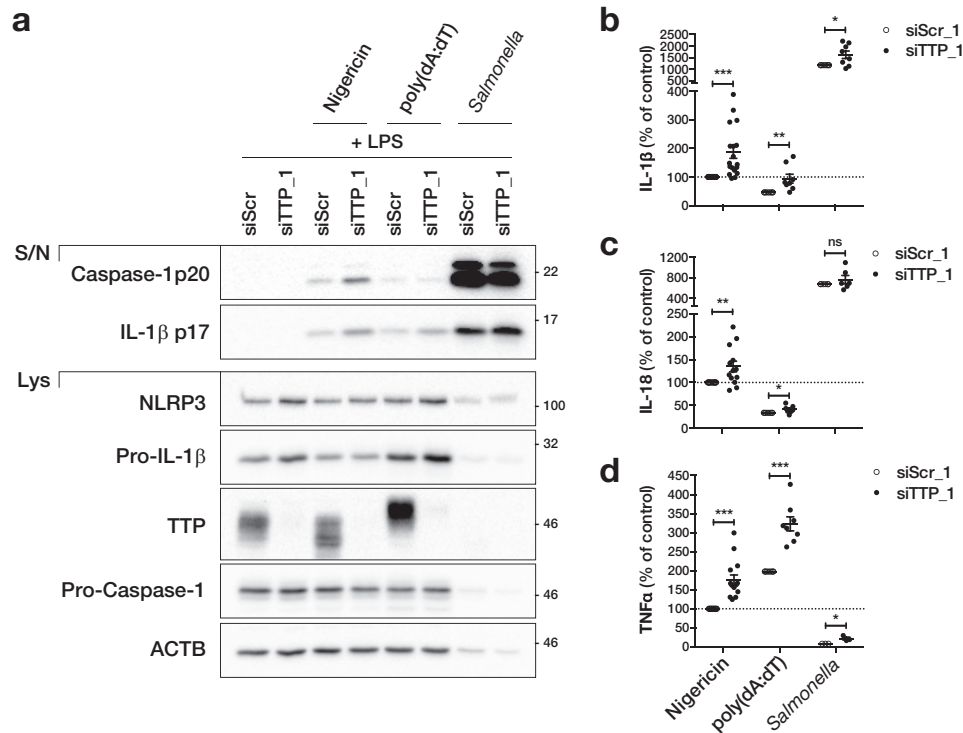 a
Nigericin
poly(dA:dT)
Salmonella
+ LPS
siScr
siTTP_1
siScr
siTTP_1
siScr
siTTP_1
siScr
siTTP_1
S/N
Caspase-1p20
22
IL-1β p17
17
Lys
NLRP3
100
Pro-IL-1β
32
TTP
46
Pro-Caspase-1
46
ACTB
46
b
IL-1β (% of control)
2500
2000
1500
1000
500
400
300
200
100
0
***
**
*
siScr_1
siTTP_1
c
IL-18 (% of control)
1200
800
400
250
200
150
100
50
0
**
*
ns
siScr_1
siTTP_1
d
TNFα (% of control)
450
400
350
300
250
200
150
100
50
0
***
***
*
siScr_1
siTTP_1
Nigericin
poly(dA:dT)
Salmonella